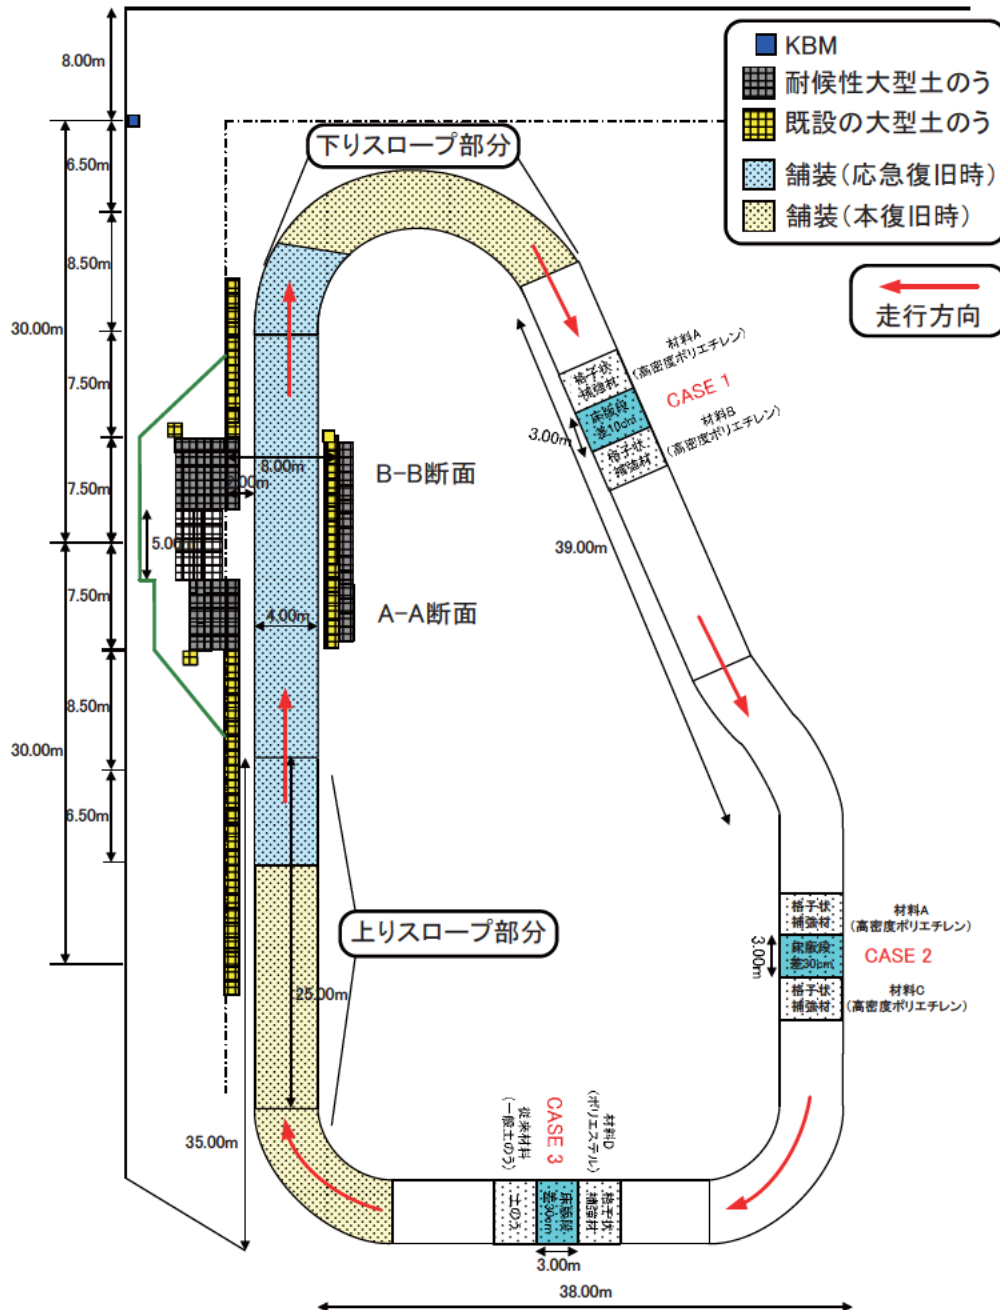 KBM
耐候性大型土のう
既設の大型土のう
舗装(応急復旧時)
舗装(本復旧時)
走行方向
8.00m
6.50m
8.50m
30.00m
7.50m
7.50m
7.50m
8.50m
30.00m
6.50m
下りスロープ部分
8.00m
2.00m
5.00m
4.00m
B-B断面
A-A断面
材料A
(高密度ポリエチレン)
格子状
補強材
CASE 1
床版段
差10cm
3.00m
材料B
(高密度ポリエチレン)
格子状
補強材
39.00m
格子状
補強材
材料A
(高密度ポリエチレン)
3.00m
床版段
差30cm
CASE 2
格子状
補強材
材料C
(高密度ポリエチレン)
上りスロープ部分
25.00m
35.00m
従来材料
(一般土のう)
CASE 3
材料D
(ポリエステル)
土のう
床版段
差30cm
格子状
補強材
3.00m
38.00m